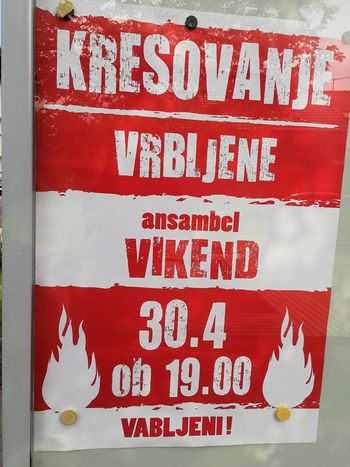 KRESOVANJE
VRBLJENE
ansambel
VIKEND
30.4
ob 19.00
VABLJENI!